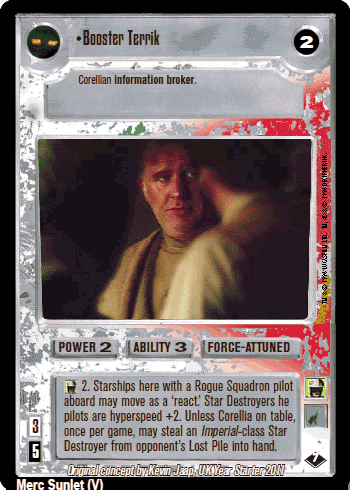 •Booster Terrik
2
Corellian information broker.
POWER 2
ABILITY 3
FORCE-ATTUNED
2. Starships here with a Rogue Squadron pilot
aboard may move as a 'react.' Star Destroyers he
pilots are hyperspeed +2. Unless Corellia on table,
once per game, may steal an Imperial-class Star
Destroyer from opponent's Lost Pile into hand.
3
5
7
Original concept by Kevin Jaap, UK Year Starter 20
Merc Sunlet (V)